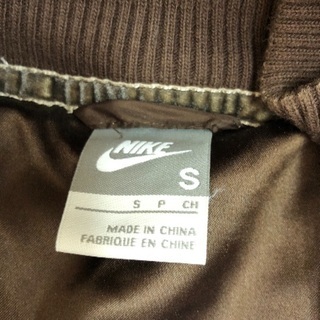 NIKE
S
S P CH
MADE IN CHINA
FABRIQUE EN CHINE